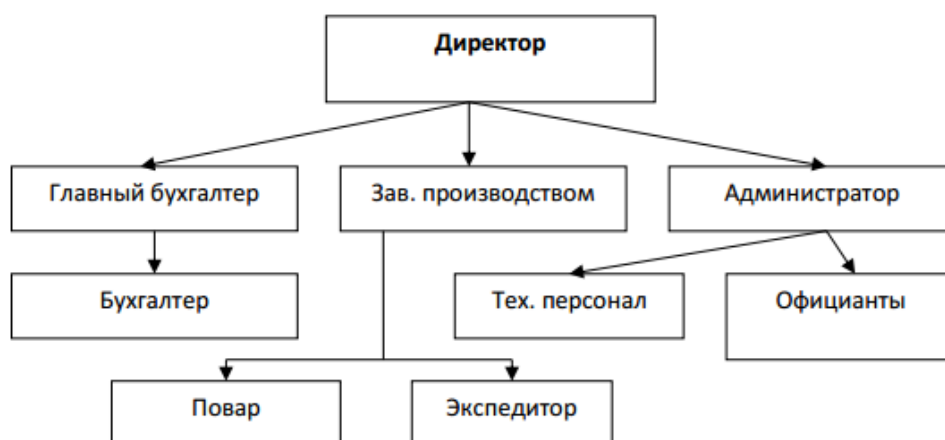 Директор
Главный бухгалтер
Зав. производством
Администратор
Бухгалтер
Тех. персонал
Официанты
Повар
Экспедитор